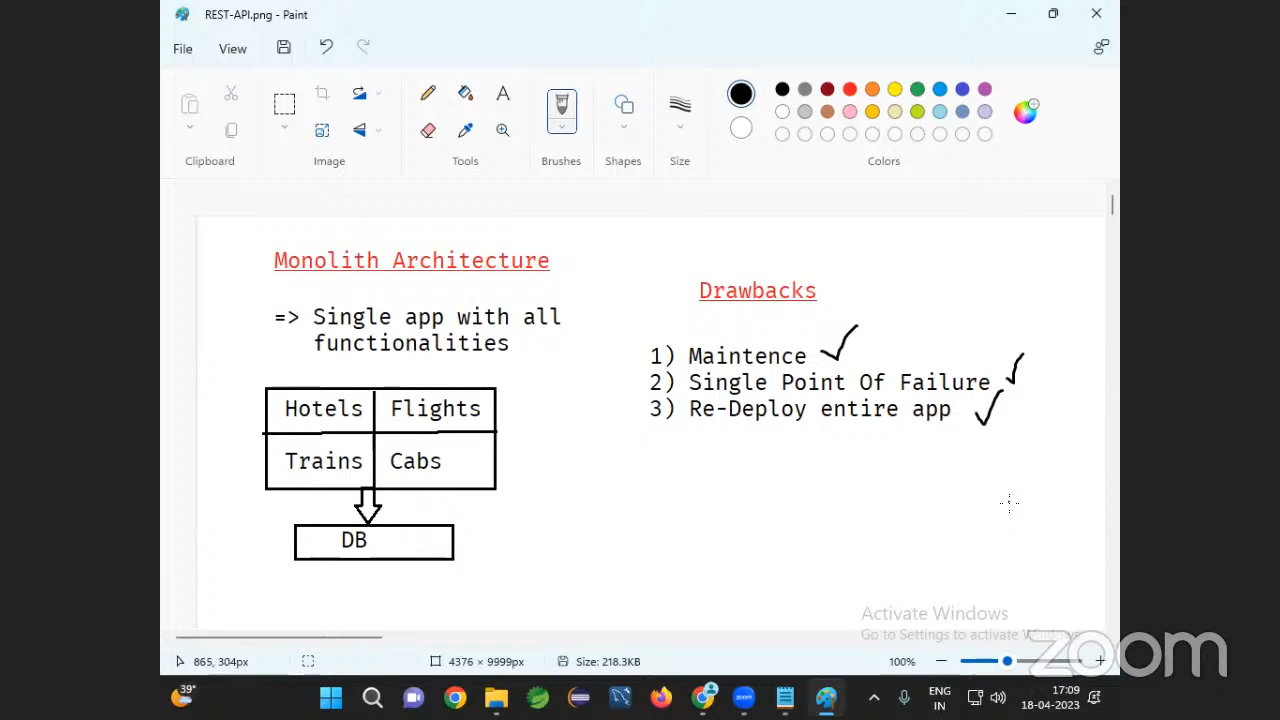 REST-API.png - Paint
File View
Clipboard Image Tools Brushes Shapes Size Colors
Monolith Architecture
=> Single app with all
functionalities
Hotels Flights
Trains Cabs
DB
Drawbacks
1) Maintence
2) Single Point Of Failure
3) Re-Deploy entire app
Activate Windows
Go to Settings to activate Windows.
zoom
865, 304px 4376 × 9999px Size: 218.3KB 100%
39°
ENG
IN
17:09
18-04-2023